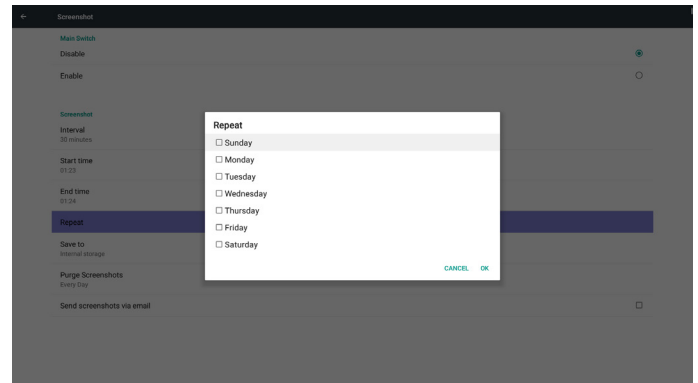 Screenshot
Main Switch
Disable
Enable
Screenshot
Interval
30 minutes
Start time
01:23
End time
01:24
Repeat
Save to
Internal storage
Purge Screenshots
Every Day
Send screenshots via email
Repeat
Sunday
Monday
Tuesday
Wednesday
Thursday
Friday
Saturday
CANCEL OK